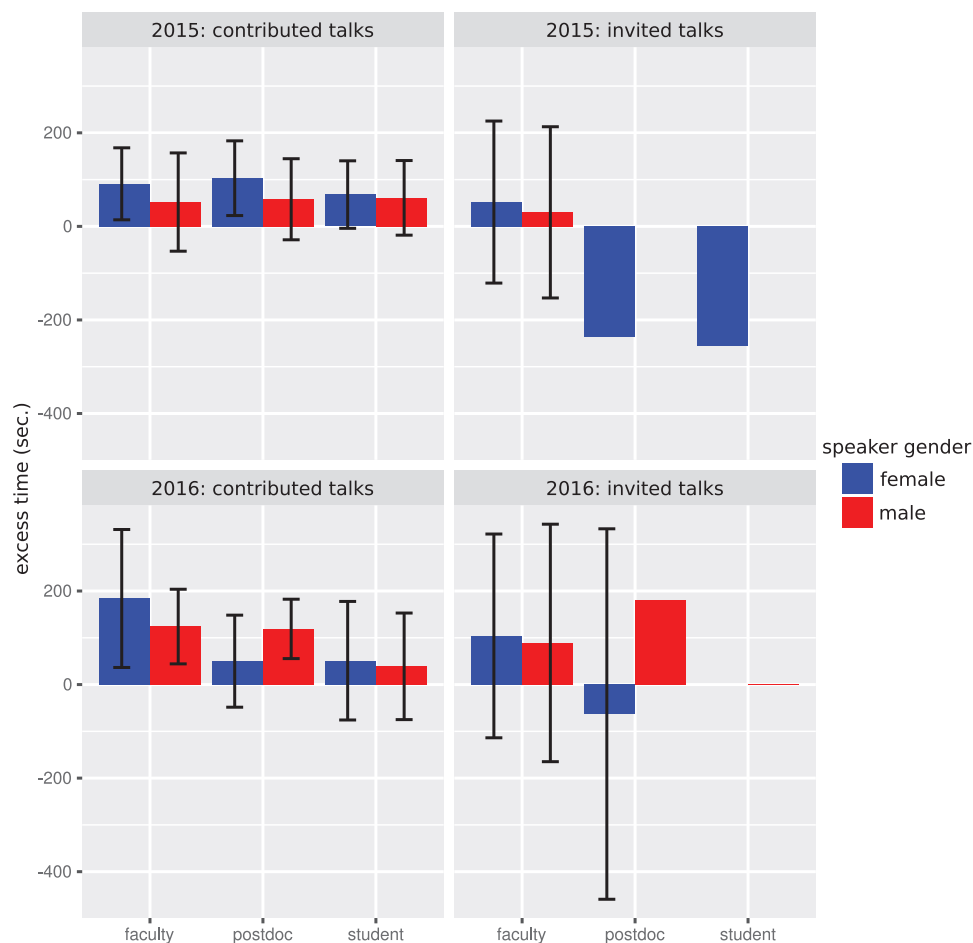 2015: contributed talks
2015: invited talks
200
0
-200
-400
excess time (sec.)
2016: contributed talks
2016: invited talks
200
0
-200
-400
faculty
postdoc
student
faculty
postdoc
student
speaker gender
female
male